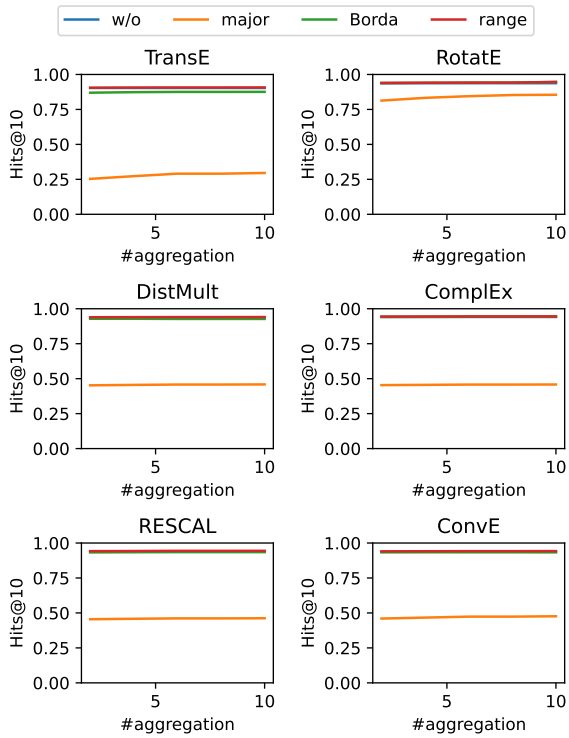 w/o major Borda range
TransE RotatE
1.00 1.00
0.75 0.75
0.50 0.50
0.25 0.25
0.00 0.00
Hits@10 Hits@10
5 10 5 10
#aggregation #aggregation
DistMult ComplEx
1.00 1.00
0.75 0.75
0.50 0.50
0.25 0.25
0.00 0.00
Hits@10 Hits@10
5 10 5 10
#aggregation #aggregation
RESCAL ConvE
1.00 1.00
0.75 0.75
0.50 0.50
0.25 0.25
0.00 0.00
Hits@10 Hits@10
5 10 5 10
#aggregation #aggregation